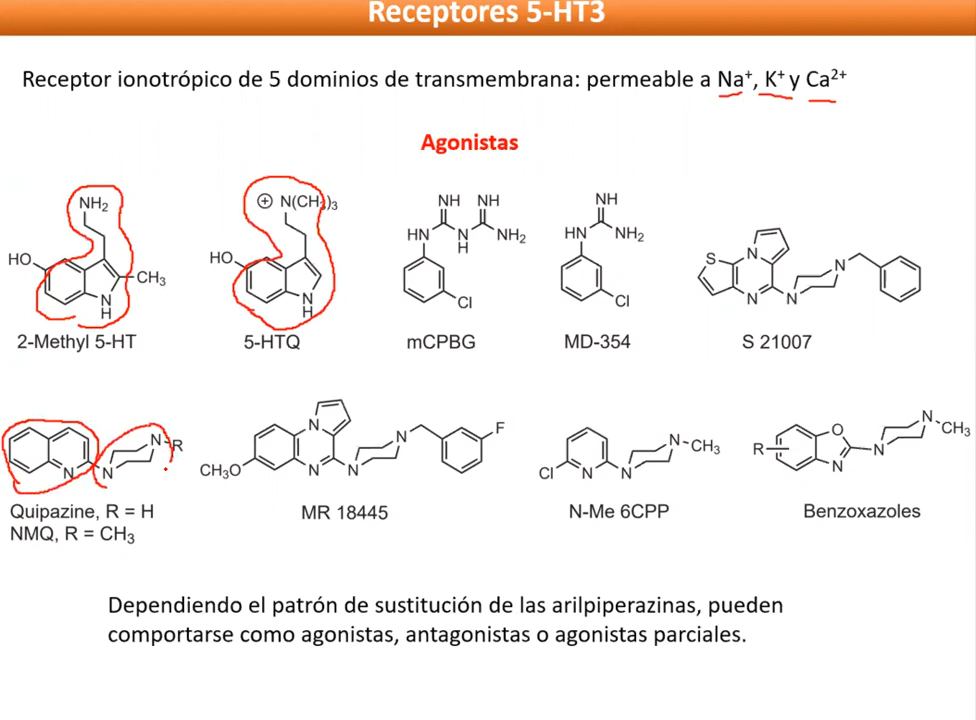 Receptores 5-HT3
Receptor ionotrópico de 5 dominios de transmembrana: permeable a Na⁺, K⁺ y Ca²⁺
Agonistas
NH₂
HO
CH₃
N
H
2-Methyl 5-HT
⊕ N(CH₃)₃
HO
N
H
5-HTQ
NH NH
HN N NH₂
H
Cl
mCPBG
NH
HN NH₂
Cl
MD-354
S
N
N
N
N
S 21007
N
N
N
R
Quipazine, R = H
NMQ, R = CH₃
N
N
N
N
CH₃O
F
MR 18445
Cl
N
N
N
CH₃
N-Me 6CPP
R
O
N
N
N
CH₃
Benzoxazoles
Dependiendo el patrón de sustitución de las arilpiperazinas, pueden
comportarse como agonistas, antagonistas o agonistas parciales.